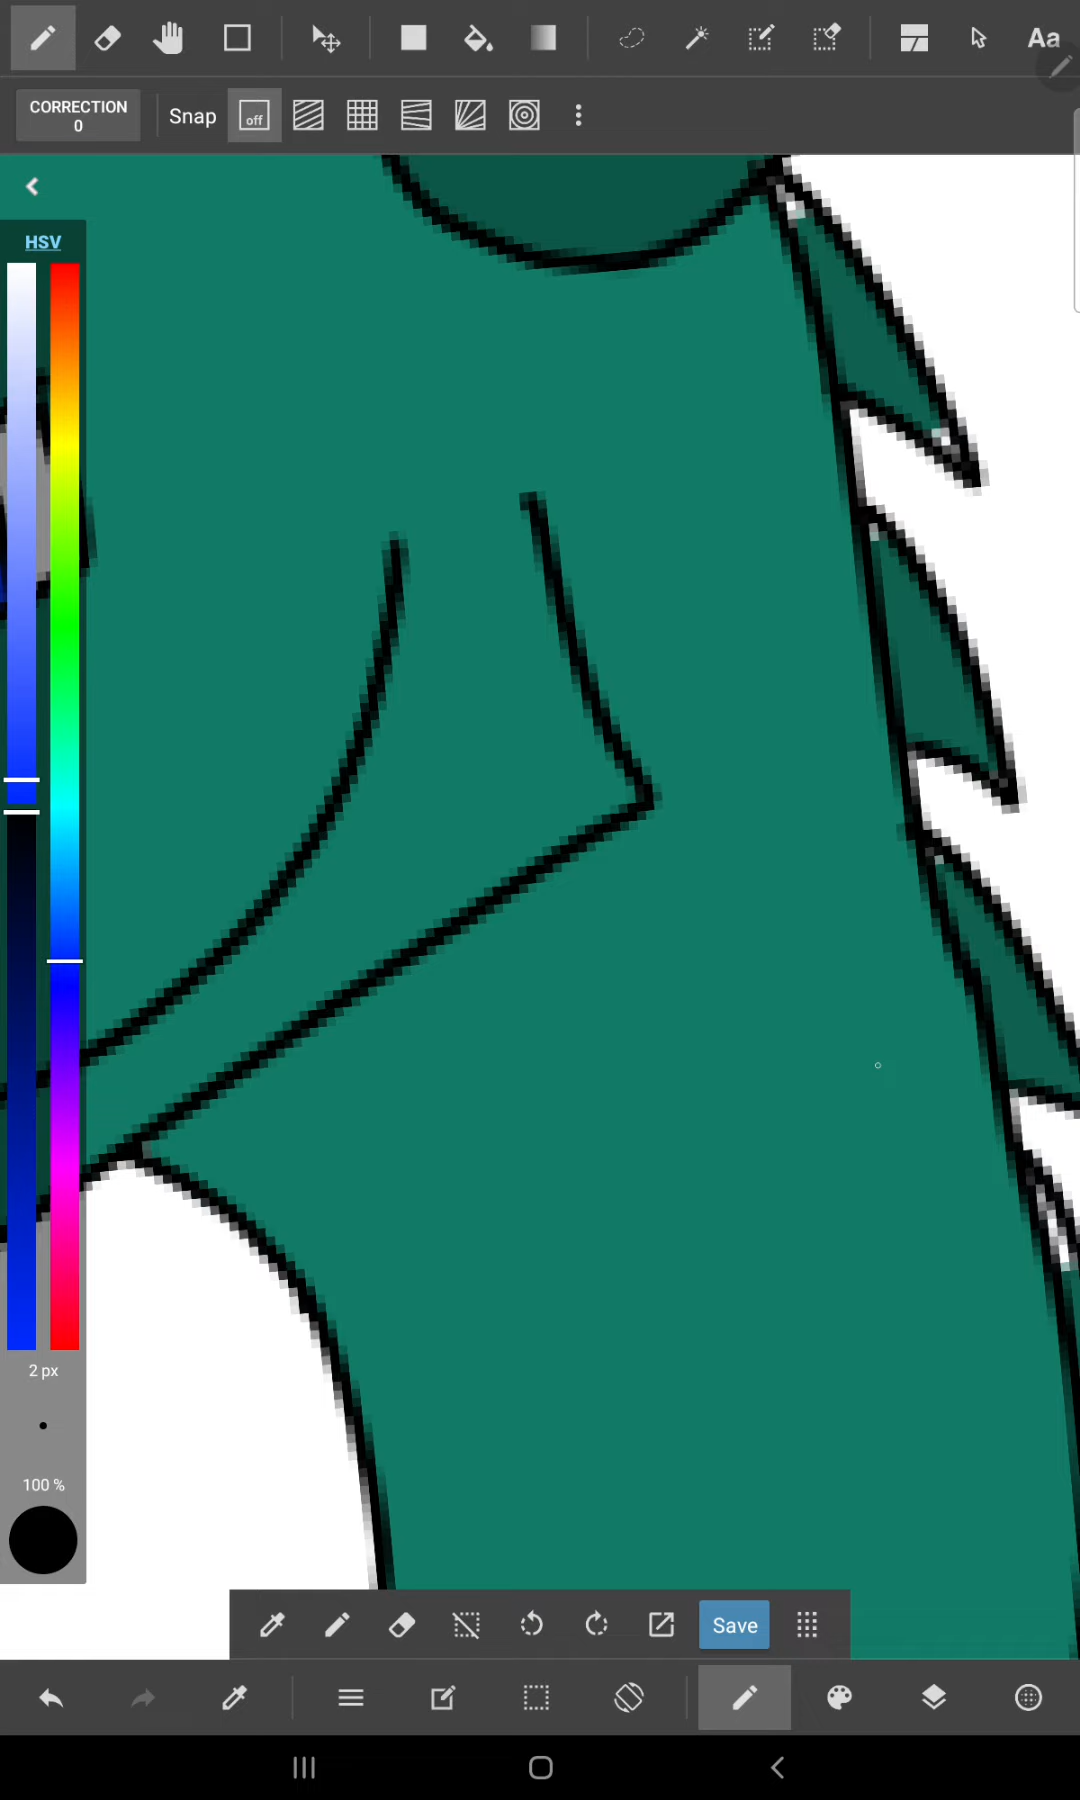 Aa
CORRECTION
0
Snap
off
HSV
2 px
100 %
Save